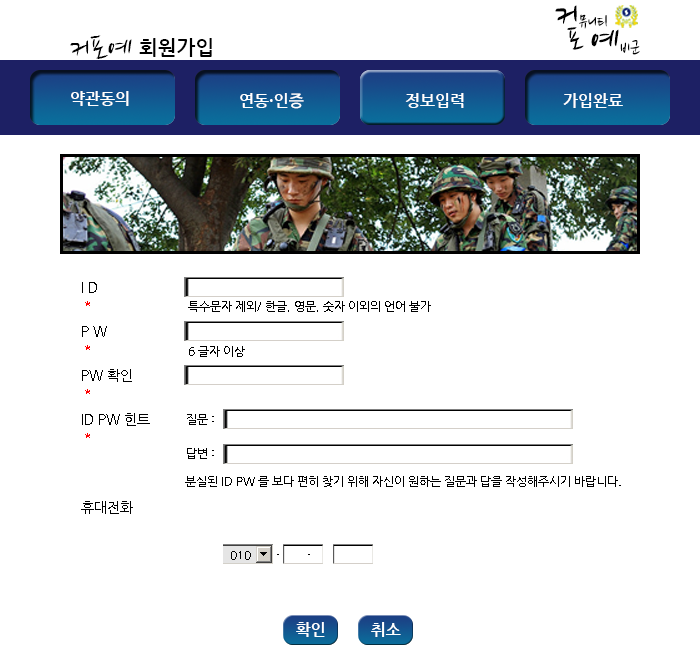 커뮤니티
포예비군
커포예 회원가입
약관동의 연동·인증 정보입력 가입완료
I D
*
특수문자 제외/ 한글, 영문, 숫자 이외의 언어 불가
P W
*
6 글자 이상
PW 확인
*
ID PW 힌트 질문 :
*
답변 :
분실된 ID PW 를 보다 편히 찾기 위해 자신이 원하는 질문과 답을 작성해주시기 바랍니다.
휴대전화
010 - -
확인 취소